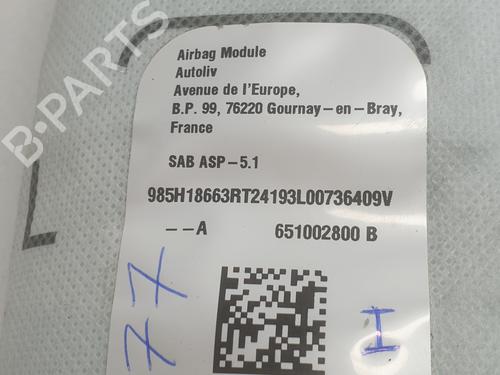 B-PARTS
Airbag Module
Autoliv
Avenue de l'Europe,
B.P. 99, 76220 Gournay-en-Bray,
France
SAB ASP-5.1
985H18663RT24193L00736409V
--A 651002800 B
77
I